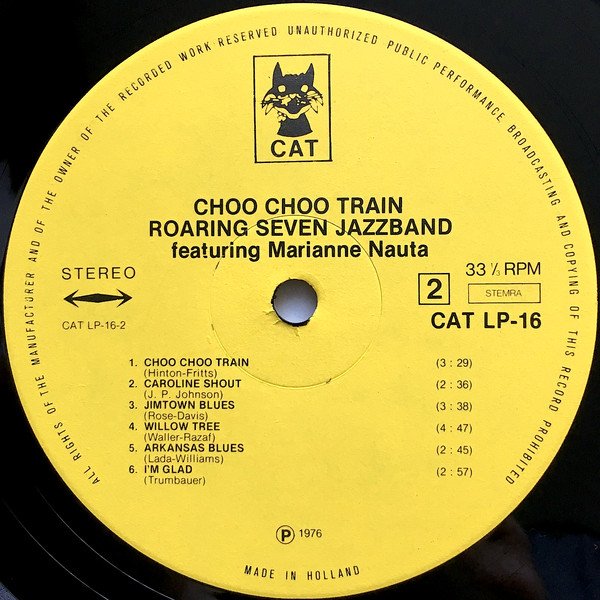 ALL RIGHTS OF THE MANUFACTURER AND OF THE OWNER OF THE RECORDED WORK RESERVED UNAUTHORIZED PUBLIC PERFORMANCE BROADCASTING AND COPYING OF THIS RECORD PROHIBITED
CAT
CHOO CHOO TRAIN
ROARING SEVEN JAZZBAND
featuring Marianne Nauta
STEREO
2 33 ⅓ RPM
STEMRA
CAT LP-16-2
CAT LP-16
1. CHOO CHOO TRAIN (3 : 29)
(Hinton-Fritts)
2. CAROLINE SHOUT (2 : 36)
(J. P. Johnson)
3. JIMTOWN BLUES (3 : 38)
(Rose-Davis)
4. WILLOW TREE (4 : 47)
(Waller-Razaf)
5. ARKANSAS BLUES (2 : 45)
(Lada-Williams)
6. I'M GLAD (2 : 57)
(Trumbauer)
Ⓟ 1976
MADE IN HOLLAND